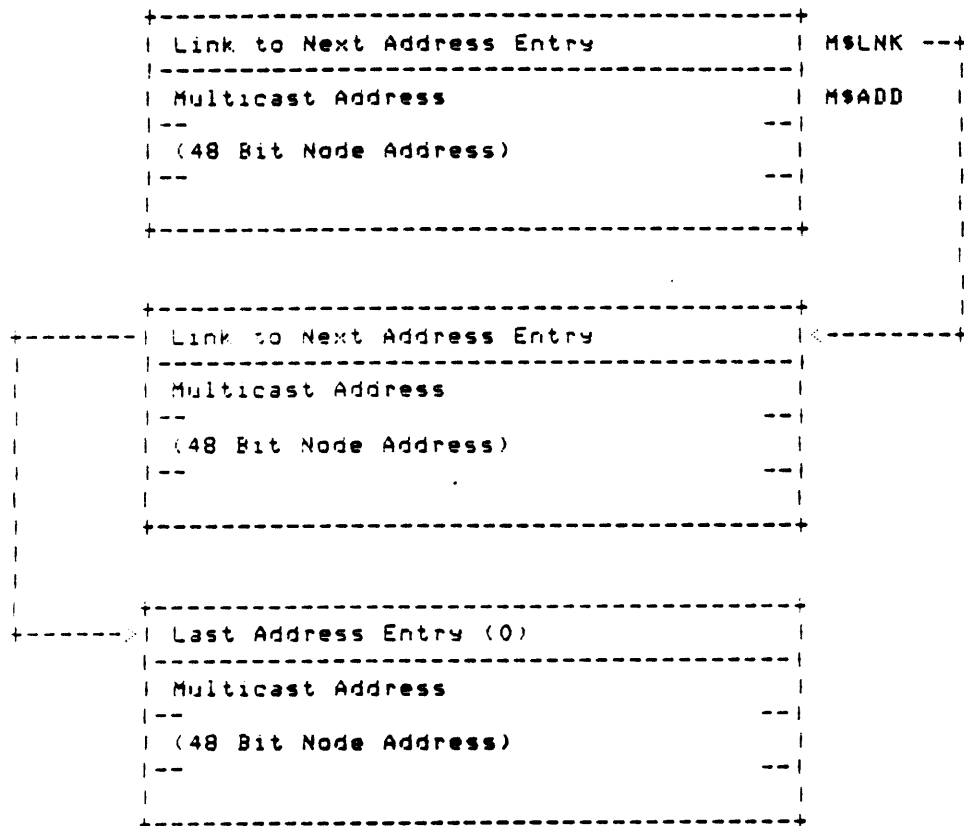 Link to Next Address Entry M$LNK
Multicast Address M$ADD
(48 Bit Node Address)
Link to Next Address Entry
Multicast Address
(48 Bit Node Address)
Last Address Entry (0)
Multicast Address
(48 Bit Node Address)